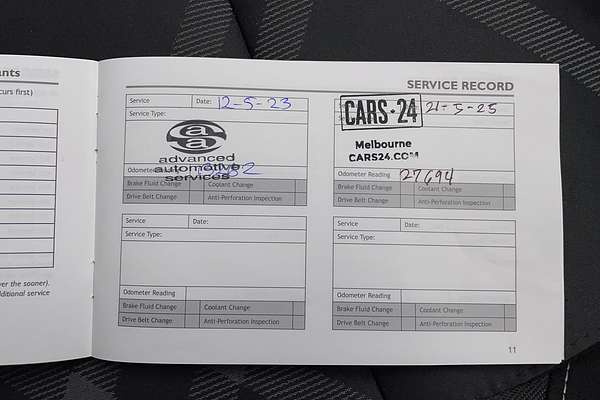 nts
curs first)
ver the sooner).
ditional service
SERVICE RECORD
Service Date: 12-5-23
Service Type:
aa
advanced
automotive
services
Odometer
Brake Fluid Change Coolant Change
Drive Belt Change Anti-Perforation Inspection
CARS·24 21-5-25
Melbourne
CARS24.COM
Odometer Reading 27694
Brake Fluid Change Coolant Change
Drive Belt Change Anti-Perforation Inspection
Service Date:
Service Type:
Odometer Reading
Brake Fluid Change Coolant Change
Drive Belt Change Anti-Perforation Inspection
Service Date:
Service Type:
Odometer Reading
Brake Fluid Change Coolant Change
Drive Belt Change Anti-Perforation Inspection
11